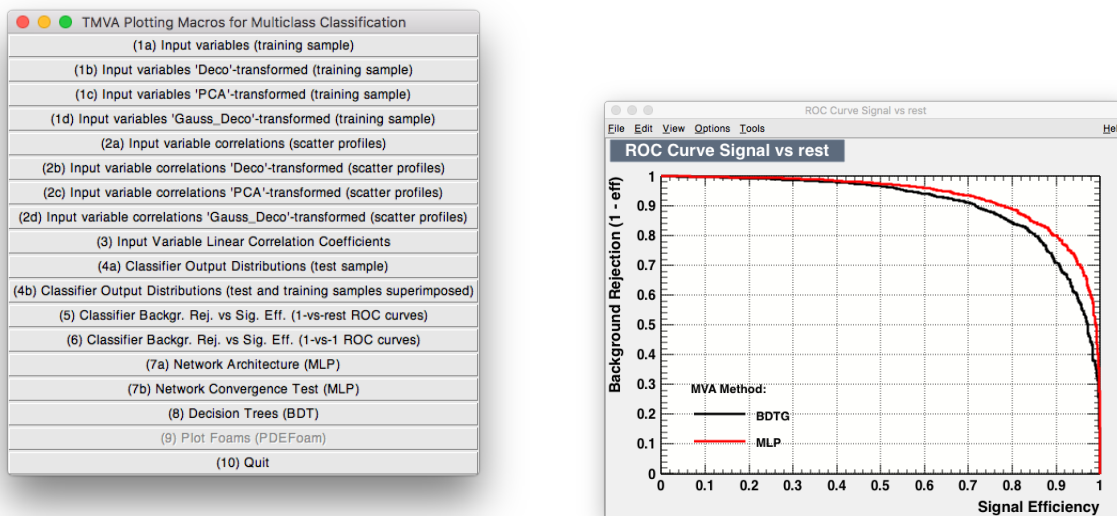 TMVA Plotting Macros for Multiclass Classification
(1a) Input variables (training sample)
(1b) Input variables 'Deco'-transformed (training sample)
(1c) Input variables 'PCA'-transformed (training sample)
(1d) Input variables 'Gauss_Deco'-transformed (training sample)
(2a) Input variable correlations (scatter profiles)
(2b) Input variable correlations 'Deco'-transformed (scatter profiles)
(2c) Input variable correlations 'PCA'-transformed (scatter profiles)
(2d) Input variable correlations 'Gauss_Deco'-transformed (scatter profiles)
(3) Input Variable Linear Correlation Coefficients
(4a) Classifier Output Distributions (test sample)
(4b) Classifier Output Distributions (test and training samples superimposed)
(5) Classifier Backgr. Rej. vs Sig. Eff. (1-vs-rest ROC curves)
(6) Classifier Backgr. Rej. vs Sig. Eff. (1-vs-1 ROC curves)
(7a) Network Architecture (MLP)
(7b) Network Convergence Test (MLP)
(8) Decision Trees (BDT)
(9) Plot Foams (PDEFoam)
(10) Quit
ROC Curve Signal vs rest
File Edit View Options Tools Hel
ROC Curve Signal vs rest
Background Rejection (1 - eff)
1
0.9
0.8
0.7
0.6
0.5
0.4
0.3
0.2
0.1
0
MVA Method:
BDTG
MLP
0 0.1 0.2 0.3 0.4 0.5 0.6 0.7 0.8 0.9 1
Signal Efficiency